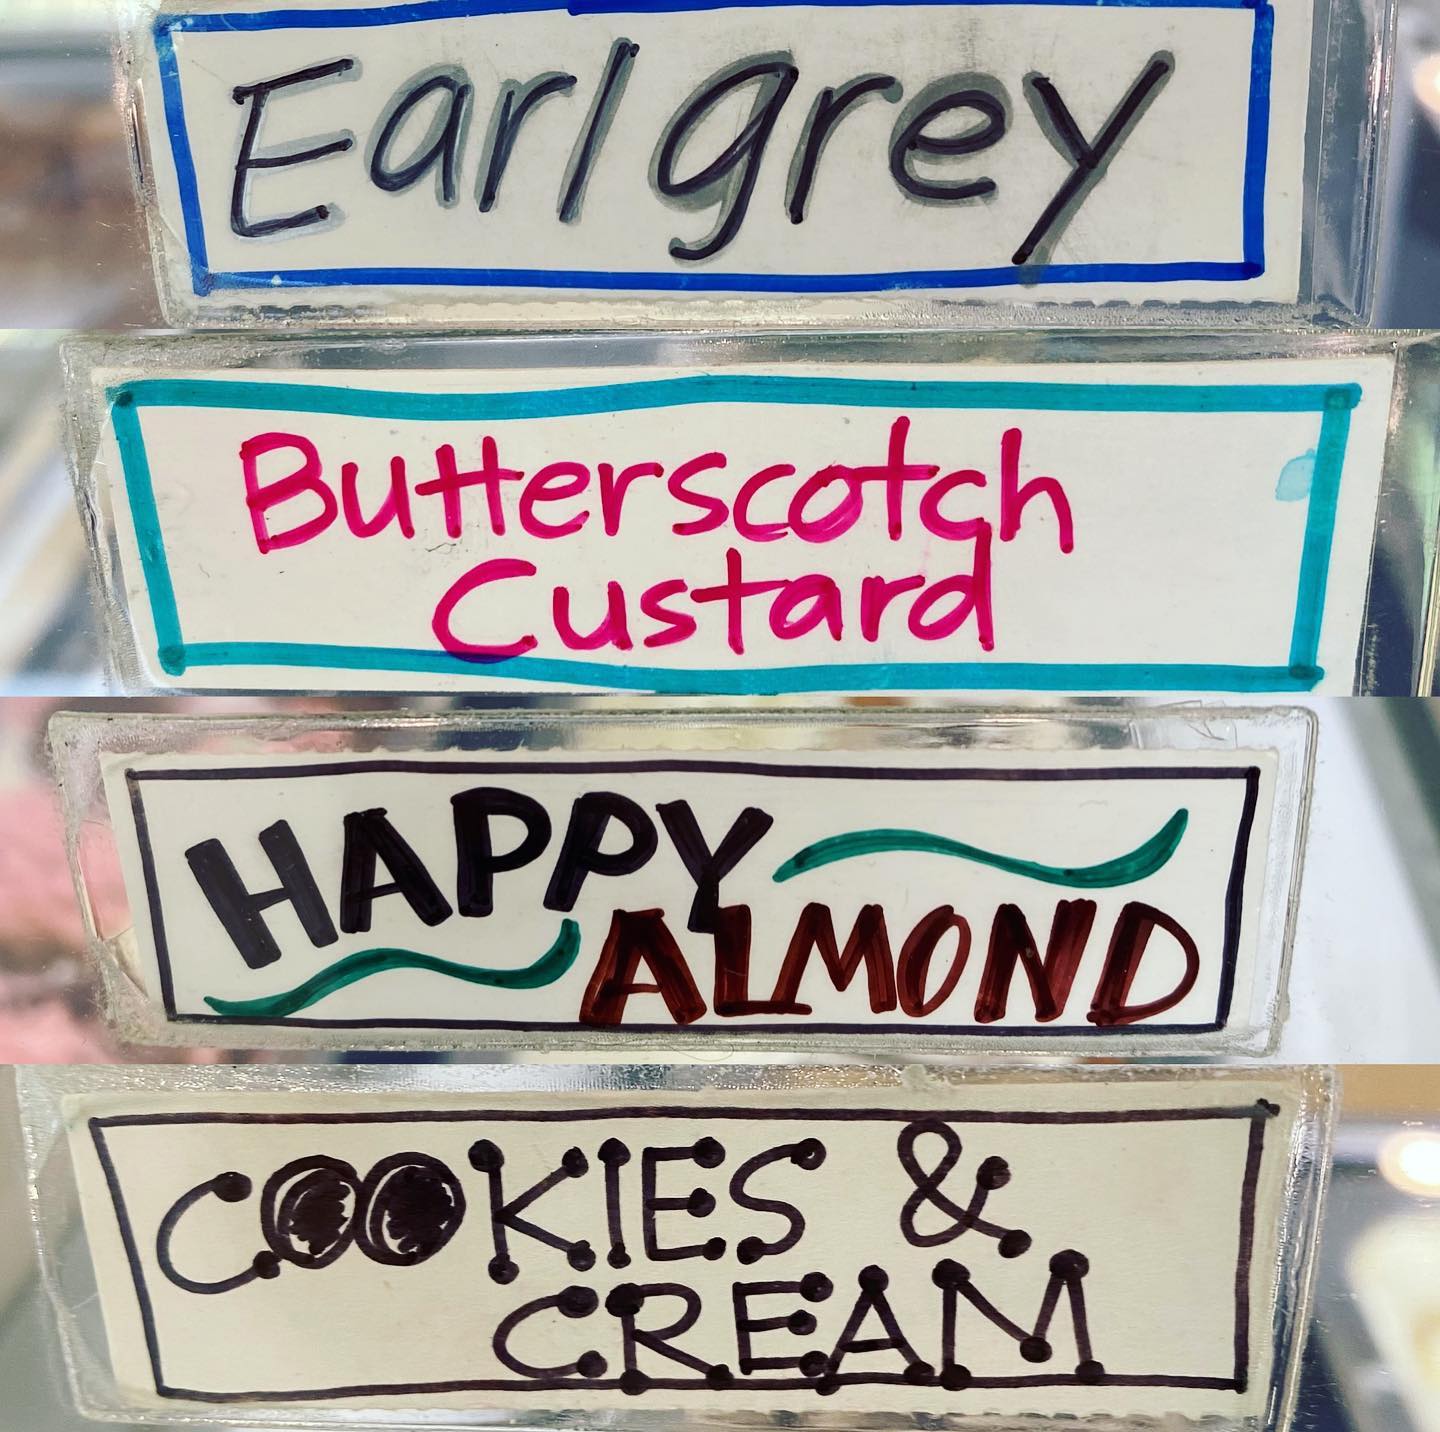 Earl grey
Butterscotch
Custard
HAPPY
ALMOND
COOKIES &
CREAM